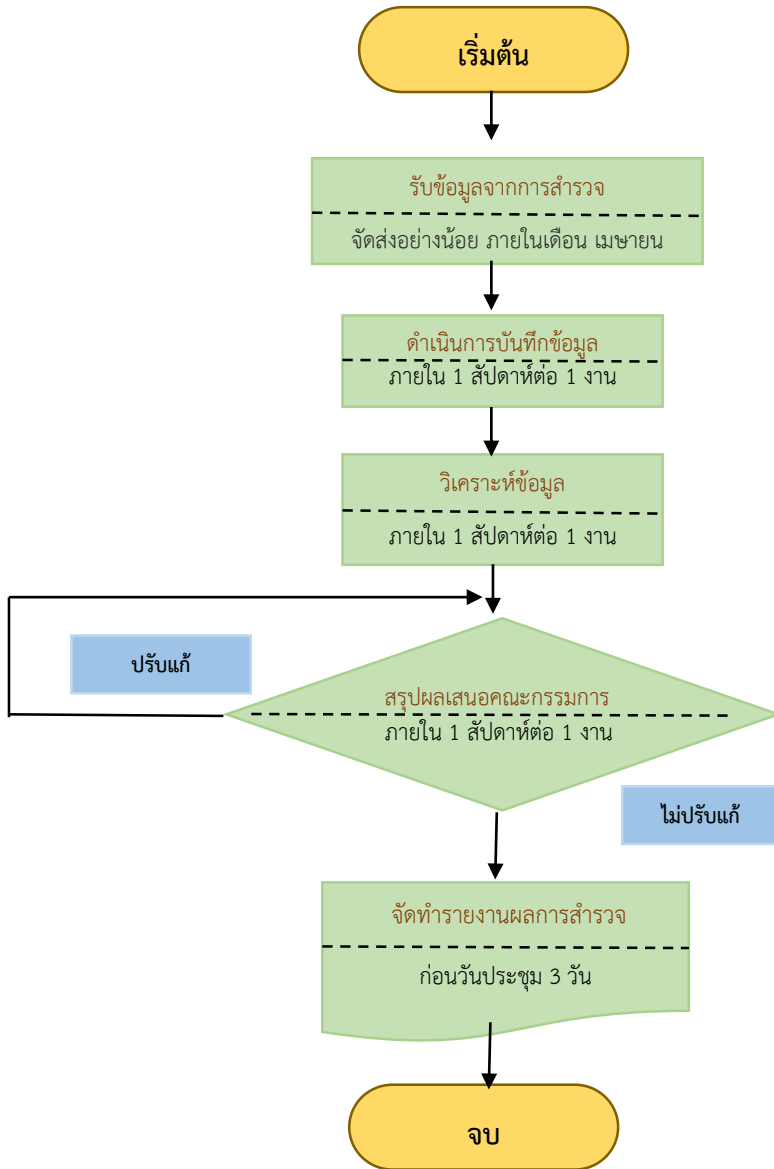 เริ่มต้น
รับข้อมูลจากการสำรวจ
จัดส่งอย่างน้อย ภายในเดือน เมษายน
ดำเนินการบันทึกข้อมูล
ภายใน 1 สัปดาห์ต่อ 1 งาน
วิเคราะห์ข้อมูล
ภายใน 1 สัปดาห์ต่อ 1 งาน
ปรับแก้
สรุปผลเสนอคณะกรรมการ
ภายใน 1 สัปดาห์ต่อ 1 งาน
ไม่ปรับแก้
จัดทำรายงานผลการสำรวจ
ก่อนวันประชุม 3 วัน
จบ